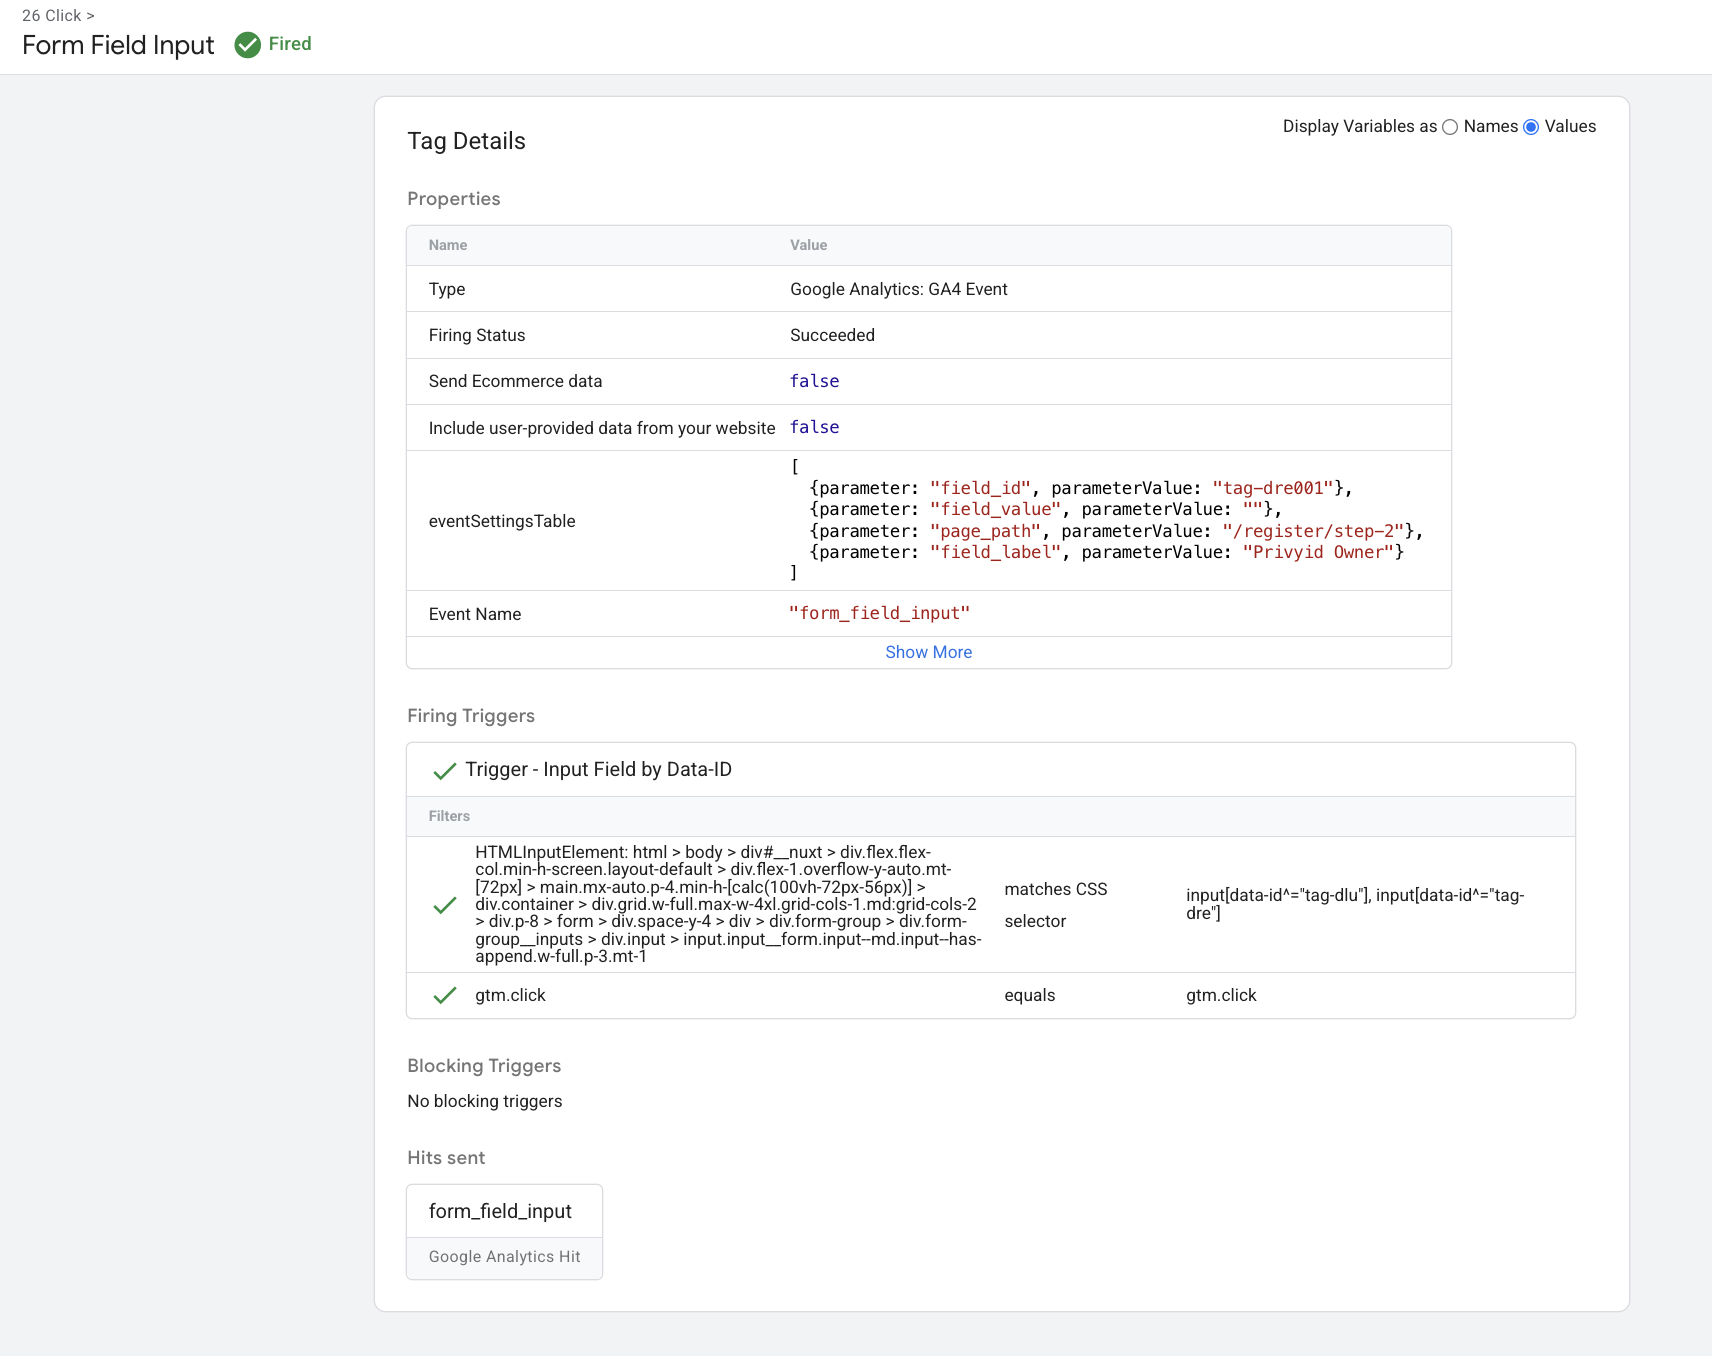 26 Click >
Form Field Input Fired
Tag Details
Display Variables as Names Values
Properties
Name Value
Type Google Analytics: GA4 Event
Firing Status Succeeded
Send Ecommerce data false
Include user-provided data from your website false
eventSettingsTable
[
{parameter: "field_id", parameterValue: "tag-dre001"},
{parameter: "field_value", parameterValue: ""},
{parameter: "page_path", parameterValue: "/register/step-2"},
{parameter: "field_label", parameterValue: "Privyid Owner"}
]
Event Name "form_field_input"
Show More
Firing Triggers
Trigger - Input Field by Data-ID
Filters
HTMLInputElement: html > body > div#__nuxt > div.flex.flex-
col.min-h-screen.layout-default > div.flex-1.overflow-y-auto.mt-
[72px] > main.mx-auto.p-4.min-h-[calc(100vh-72px-56px)] >
div.container > div.grid.w-full.max-w-4xl.grid-cols-1.md:grid-cols-2
> div.p-8 > form > div.space-y-4 > div > div.form-group > div.form-
group__inputs > div.input > input.input__form.input--md.input--has-
append.w-full.p-3.mt-1
matches CSS
selector
input[data-id^="tag-dlu"], input[data-id^="tag-
dre"]
gtm.click equals gtm.click
Blocking Triggers
No blocking triggers
Hits sent
form_field_input
Google Analytics Hit